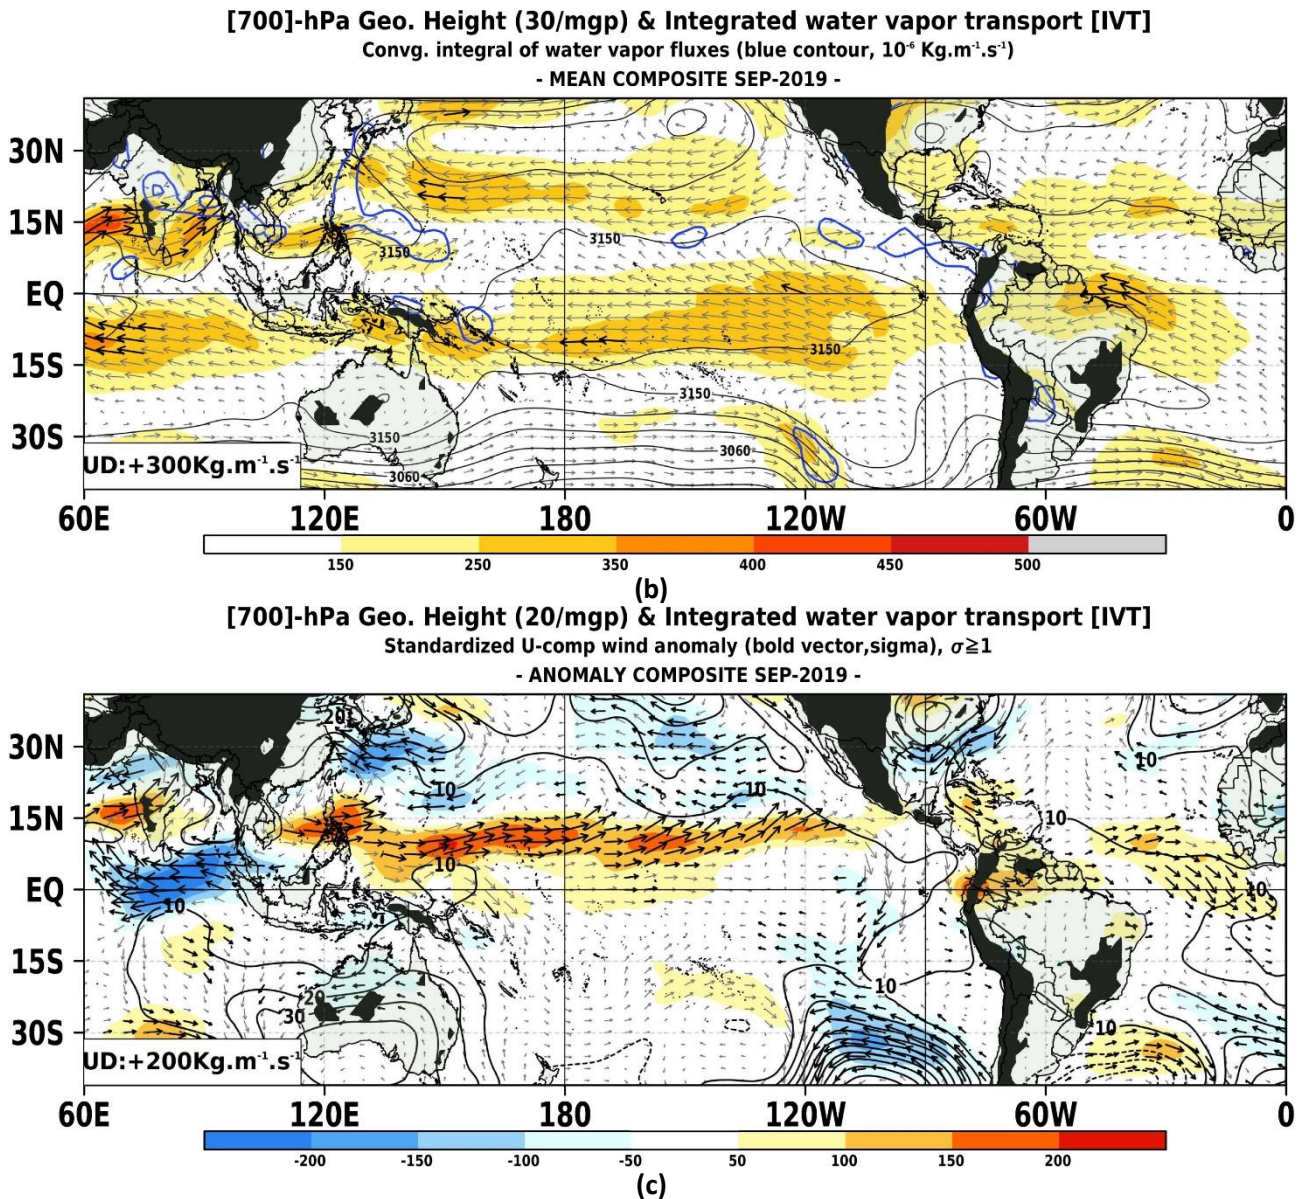 [700]-hPa Geo. Height (30/mgp) & Integrated water vapor transport [IVT]
Convg. integral of water vapor fluxes (blue contour, 10⁻⁶ Kg.m⁻¹.s⁻¹)
- MEAN COMPOSITE SEP-2019 -
30N
15N
3150
3150
EQ
3150
15S
3150
30S
3150
3060
UD:+300Kg.m⁻¹.s⁻¹
3060
60E 120E 180 120W 60W 0
150 250 350 400 450 500
(b)
[700]-hPa Geo. Height (20/mgp) & Integrated water vapor transport [IVT]
Standardized U-comp wind anomaly (bold vector,sigma), σ≧1
- ANOMALY COMPOSITE SEP-2019 -
20
30N
10
10 10
15N
10
10
EQ
10
10
15S
10
20
30
30S
10
UD:+200Kg.m⁻¹.s⁻¹
60E 120E 180 120W 60W 0
-200 -150 -100 -50 50 100 150 200
(c)